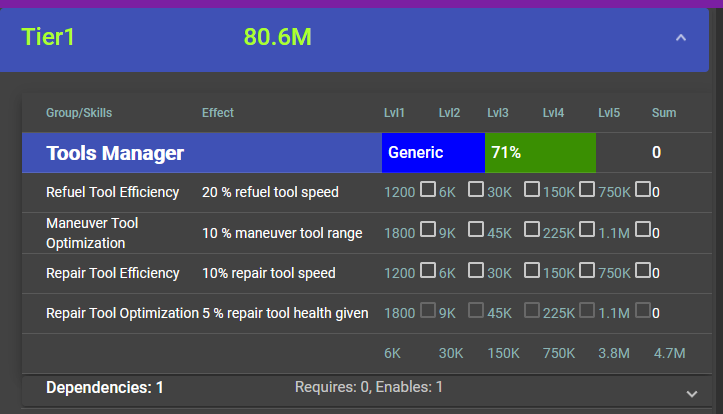 Tier1 80.6M
Group/Skills Effect Lvl1 Lvl2 Lvl3 Lvl4 Lvl5 Sum
Tools Manager Generic 71% 0
Refuel Tool Efficiency 20 % refuel tool speed 1200 6K 30K 150K 750K 0
Maneuver Tool
Optimization 10 % maneuver tool range 1800 9K 45K 225K 1.1M 0
Repair Tool Efficiency 10% repair tool speed 1200 6K 30K 150K 750K 0
Repair Tool Optimization 5 % repair tool health given 1800 9K 45K 225K 1.1M 0
6K 30K 150K 750K 3.8M 4.7M
Dependencies: 1 Requires: 0, Enables: 1